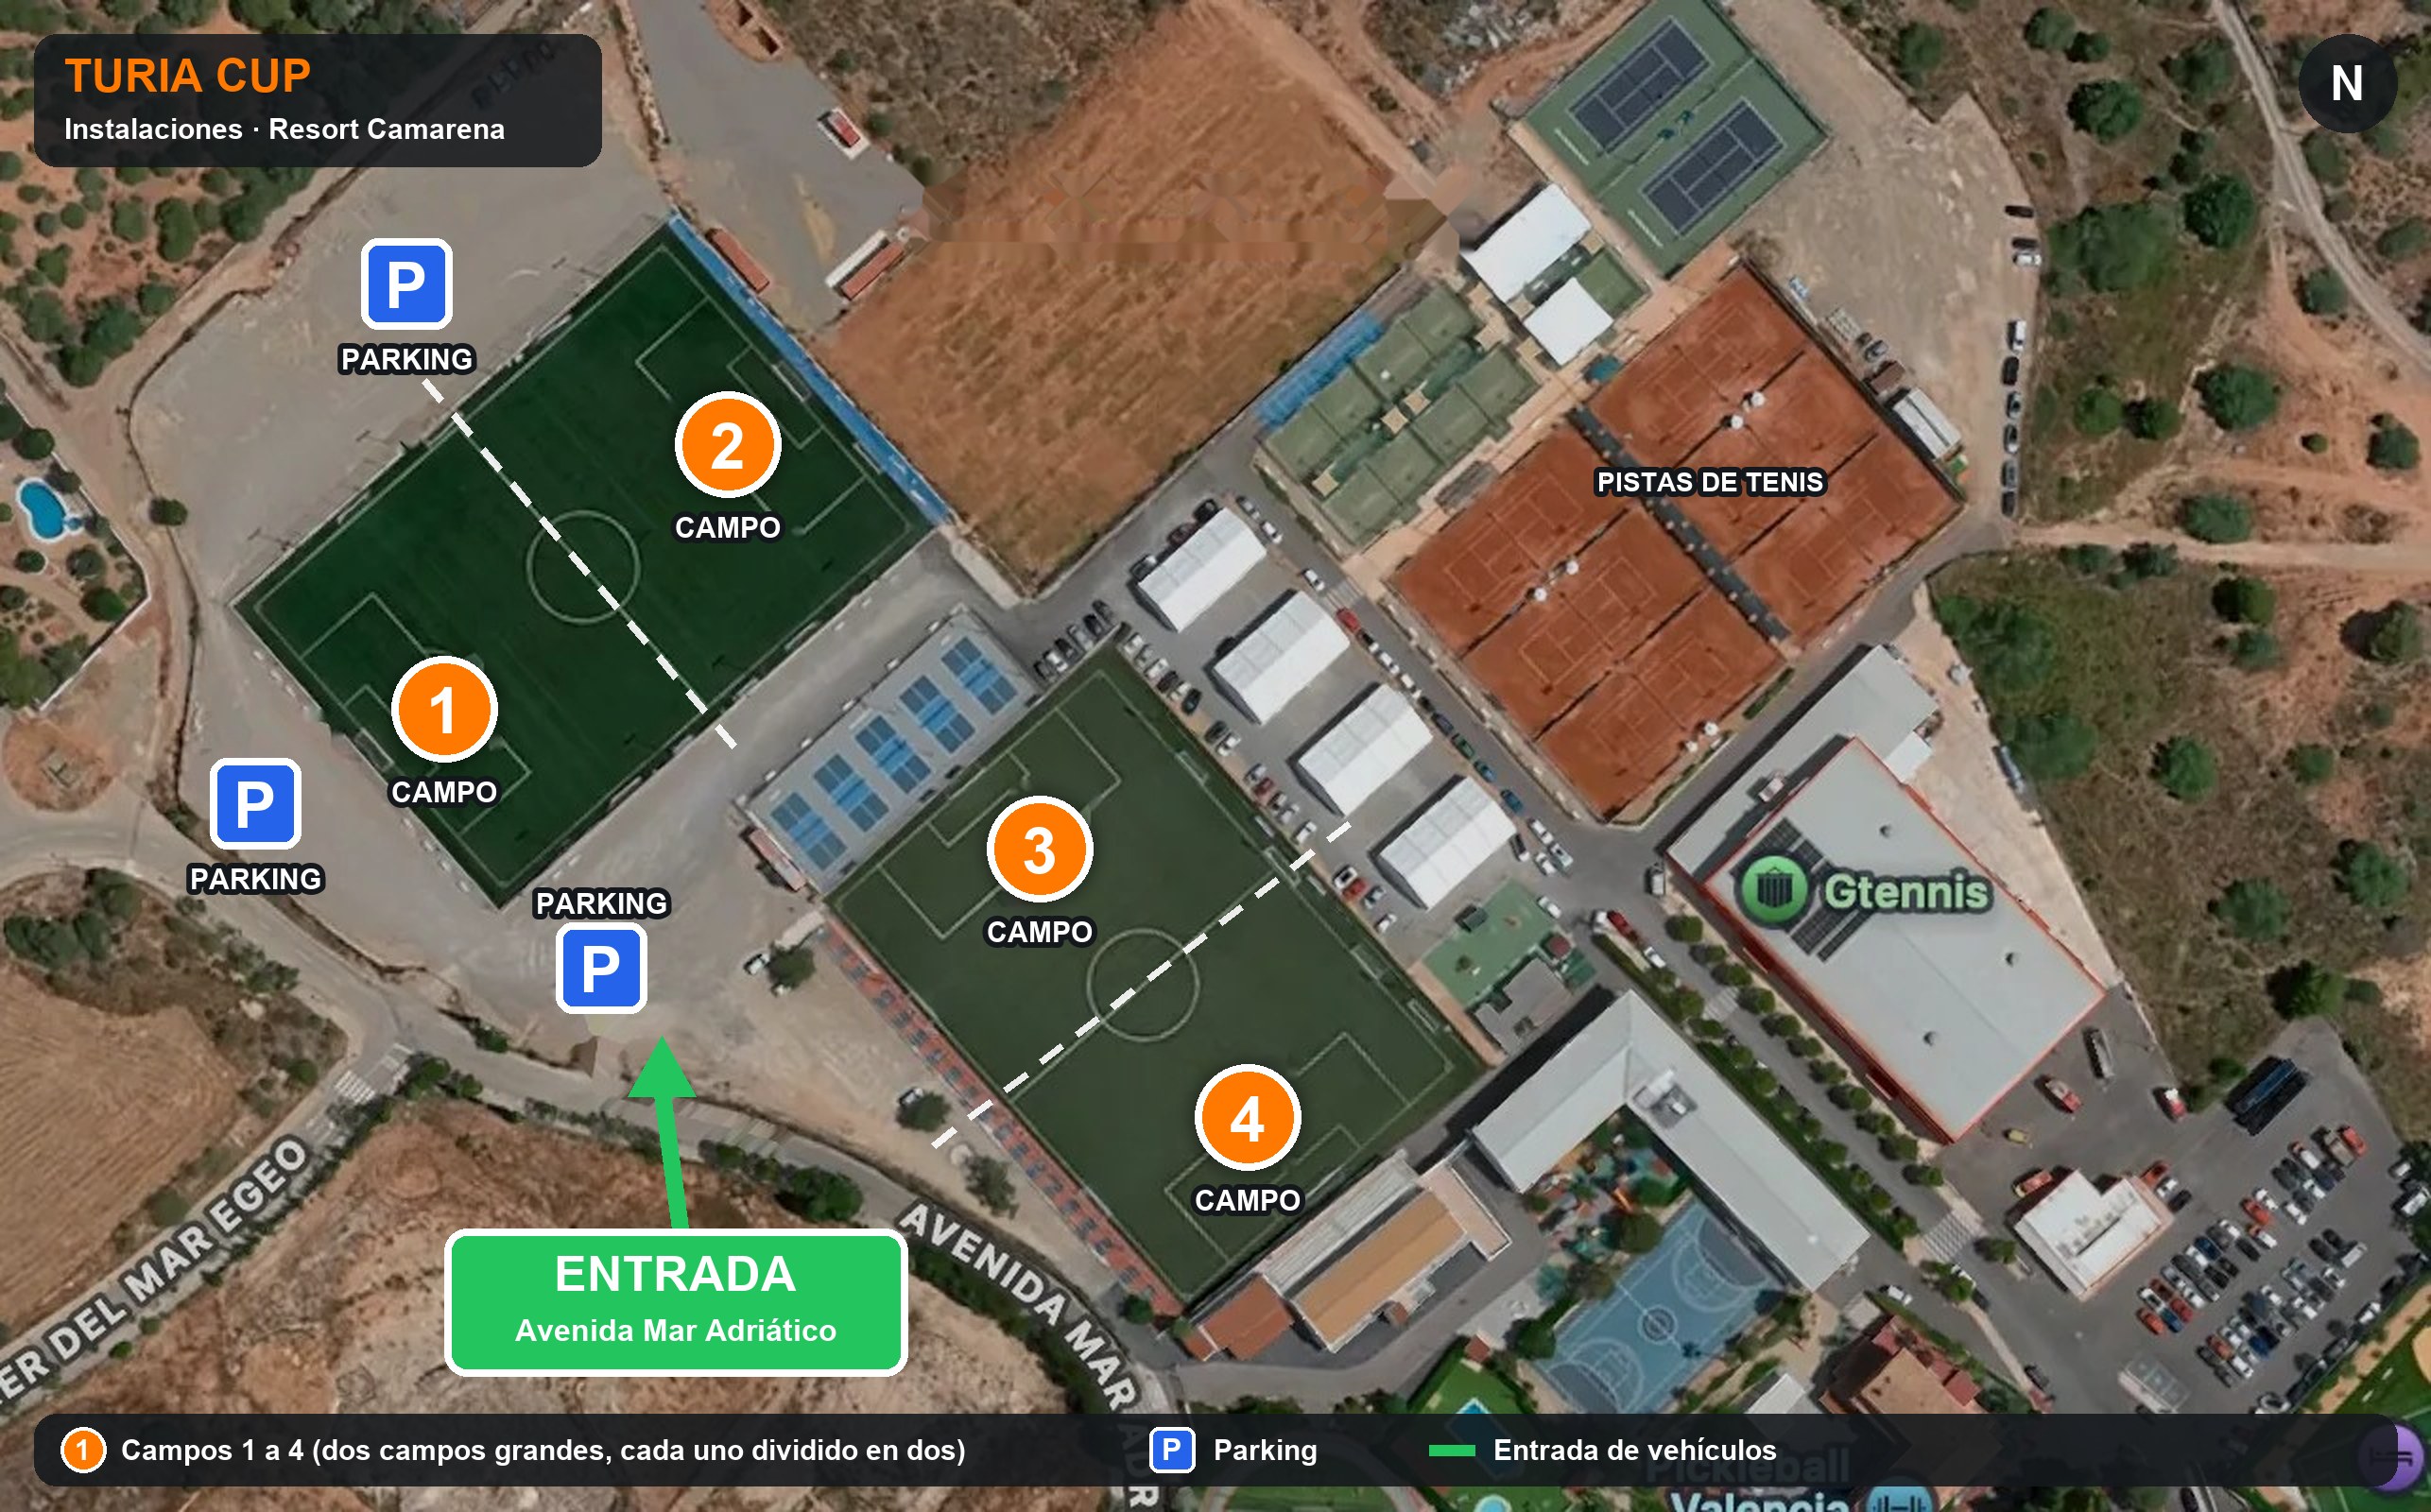 TURIA CUP
Instalaciones · Resort Camarena
N
P
PARKING
2
CAMPO
PISTAS DE TENIS
1
CAMPO
P
PARKING
3
CAMPO
Gtennis
PARKING
P
4
CAMPO
ENTRADA
Avenida Mar Adriático
ER DEL MAR EGEO
AVENIDA MAR
1 Campos 1 a 4 (dos campos grandes, cada uno dividido en dos)
P Parking
Entrada de vehículos
Pickleball
Valencia